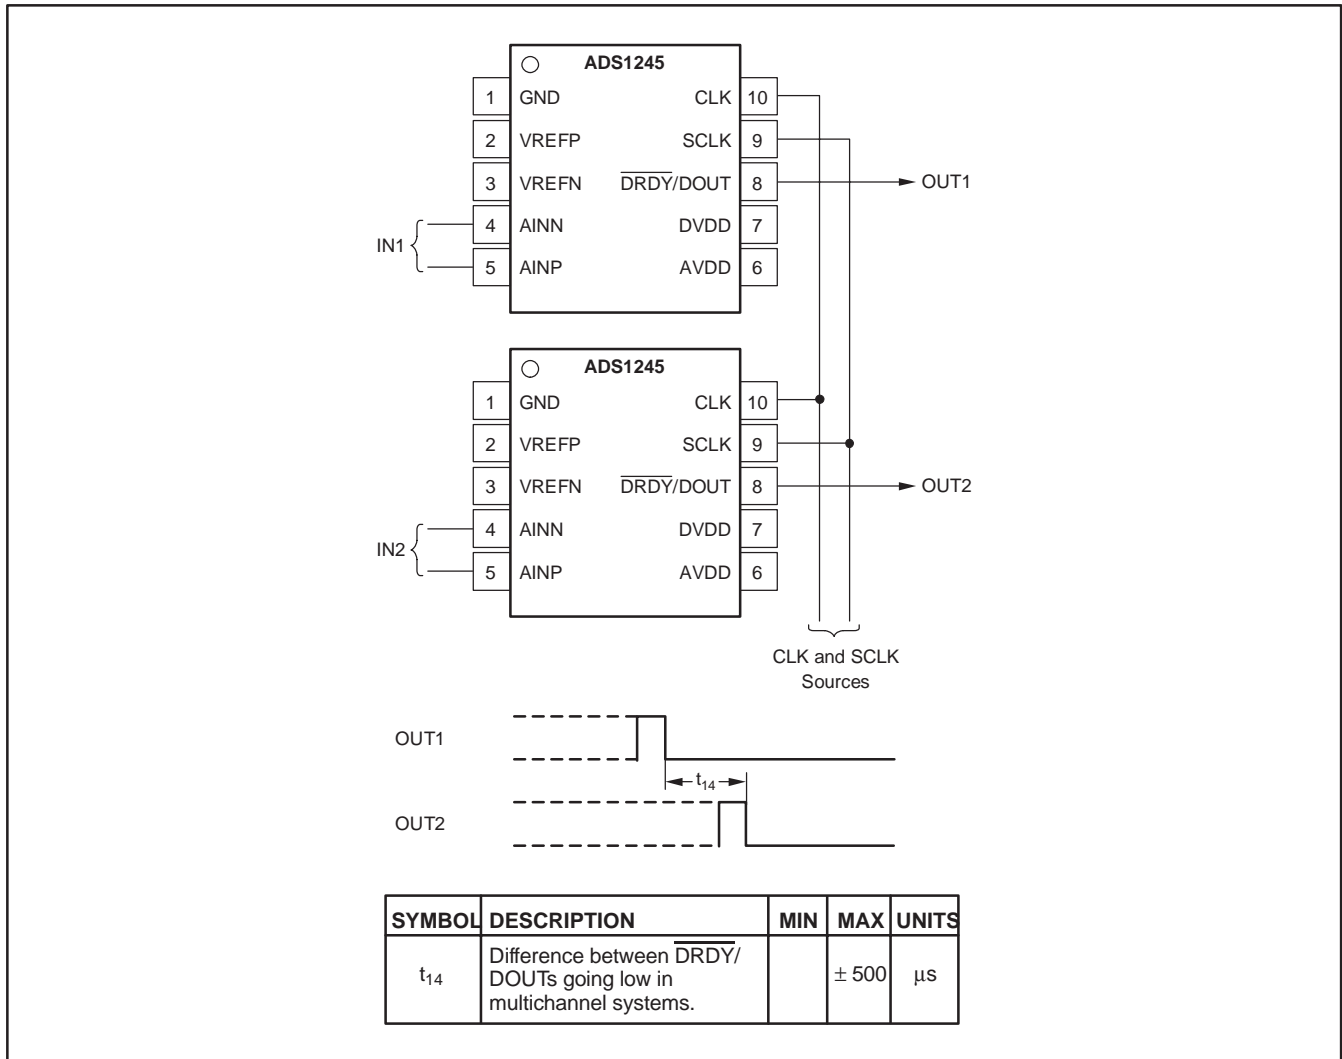 ADS1245
1 GND CLK 10
2 VREFP SCLK 9
3 VREFN DRDY/DOUT 8 OUT1
4 AINN DVDD 7
IN1
5 AINP AVDD 6
ADS1245
1 GND CLK 10
2 VREFP SCLK 9
3 VREFN DRDY/DOUT 8 OUT2
4 AINN DVDD 7
IN2
5 AINP AVDD 6
CLK and SCLK
Sources
OUT1
t14
OUT2
SYMBOL DESCRIPTION MIN MAX UNITS
t14 Difference between DRDY/
DOUTs going low in
multichannel systems.
± 500 μs